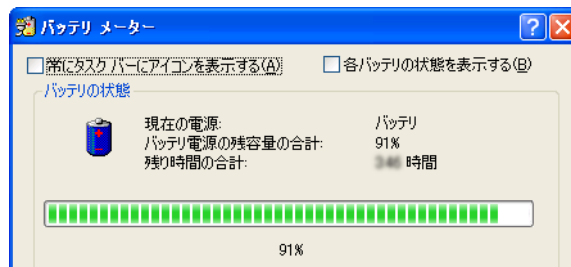 バッテリ メーター
常にタスク バーにアイコンを表示する(A)
各バッテリの状態を表示する(B)
バッテリの状態
現在の電源: バッテリ
バッテリ電源の残容量の合計: 91%
残り時間の合計: 時間
91%